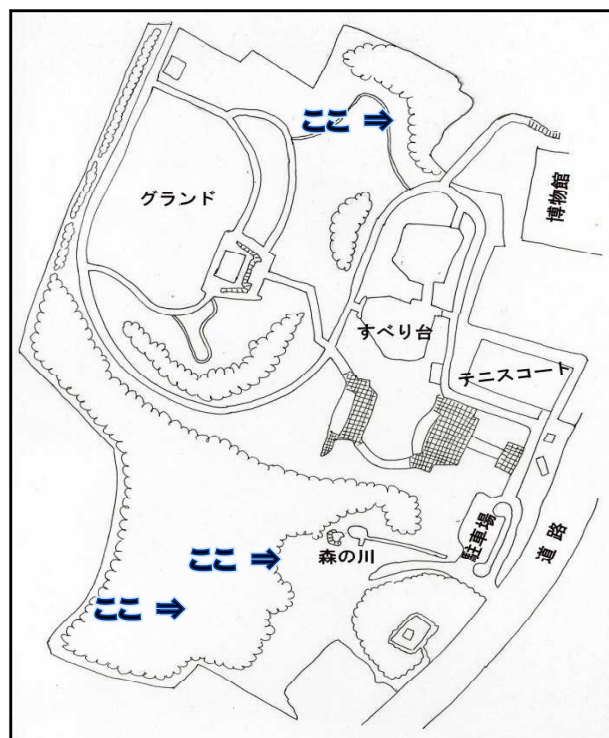 ここ ⇒
グランド
博物館
すべり台
テニスコート
ここ ⇒
森の川
駐車場
道路
ここ ⇒